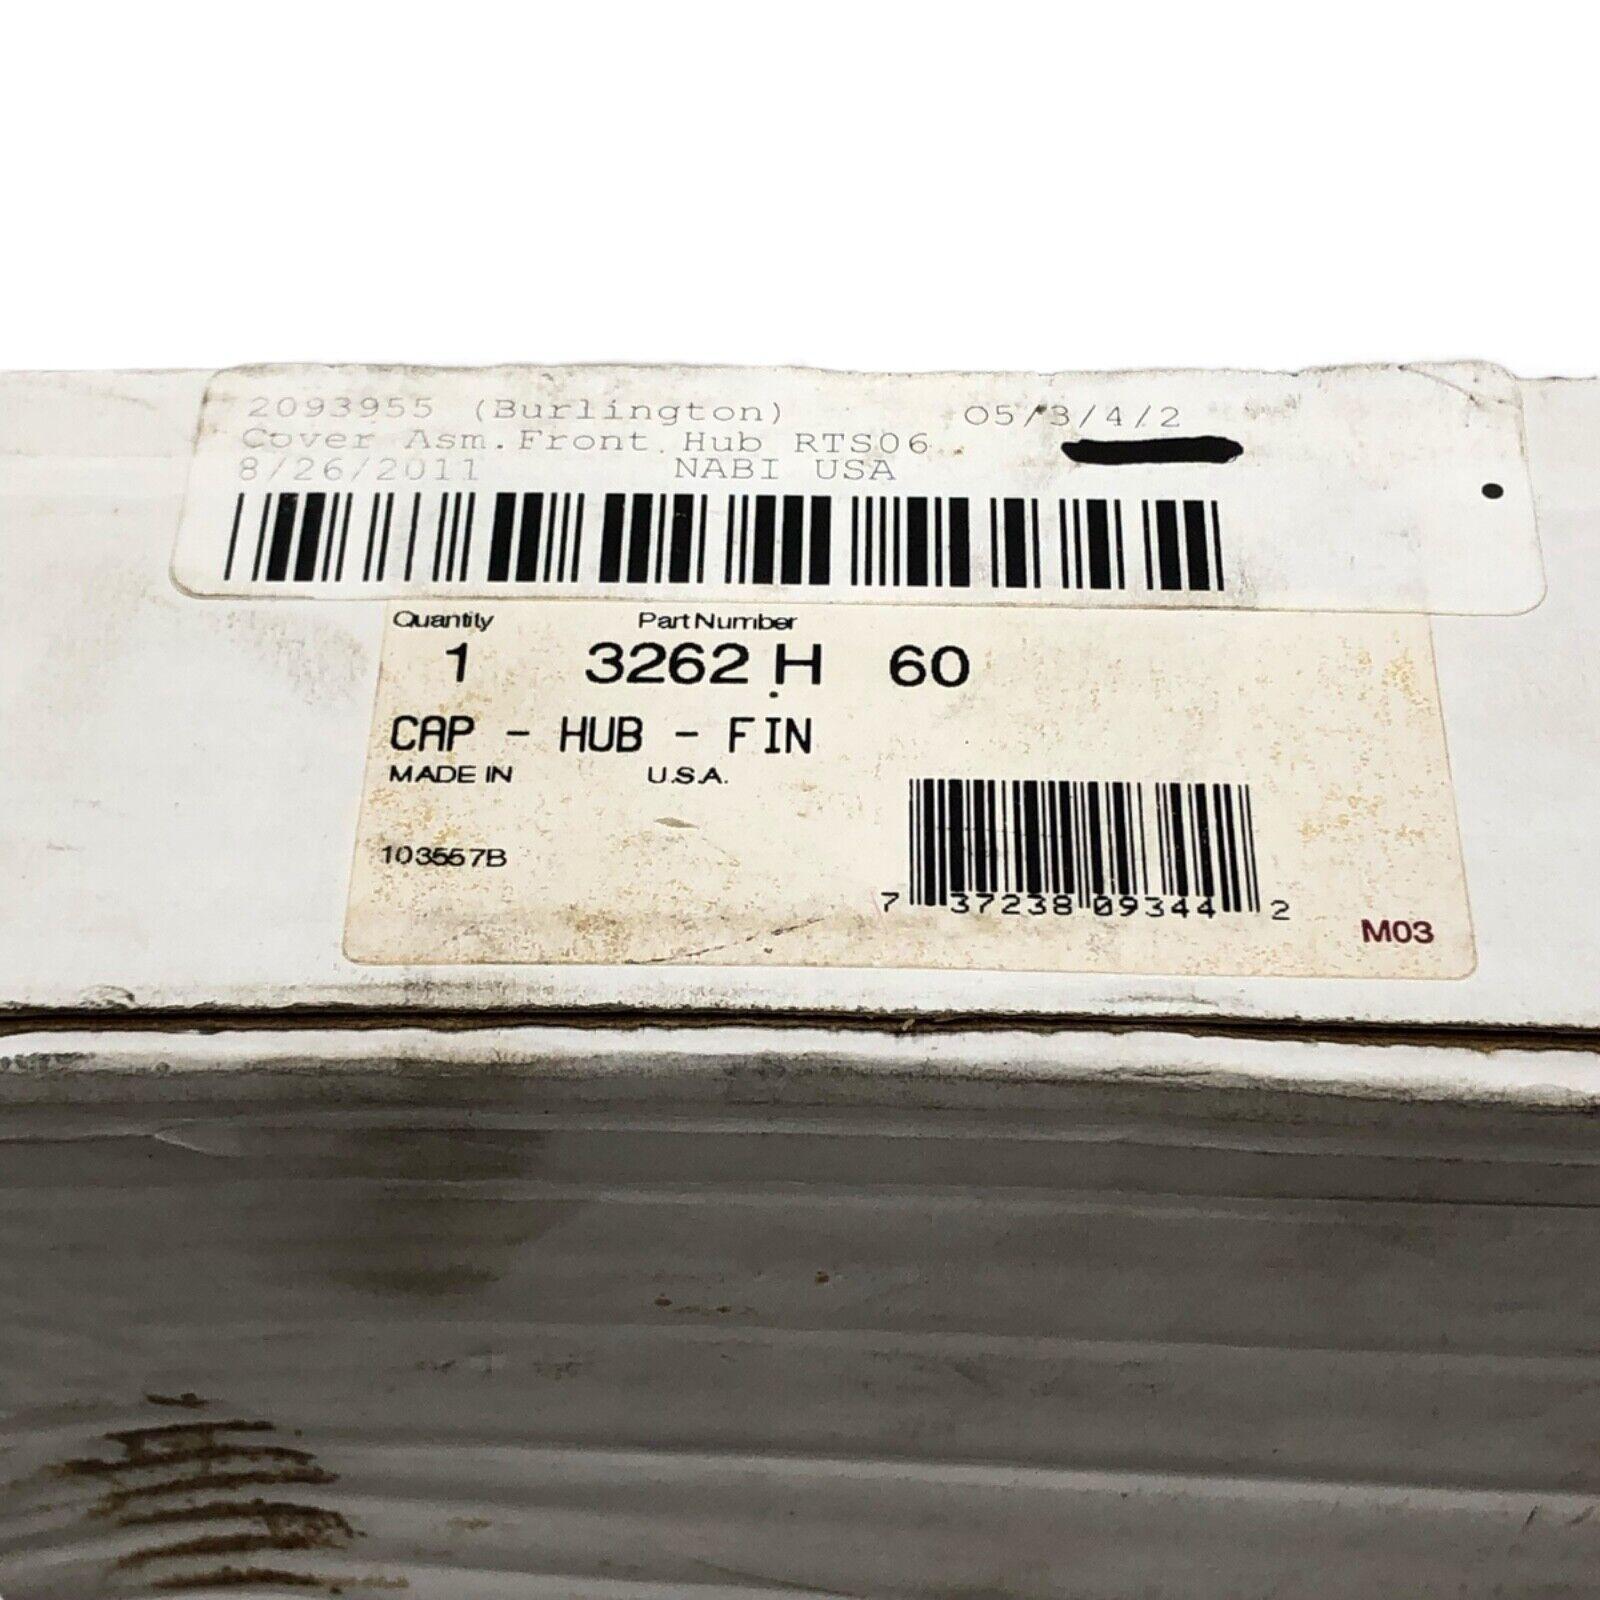 2093955 (Burlington) 05/3/4/2
Cover Asm.Front Hub RTS06
8/26/2011 NABI USA
Quantity Part Number
1 3262 H 60
CAP - HUB - FIN
MADE IN U.S.A.
103557B
7 37238 09344 2
M03